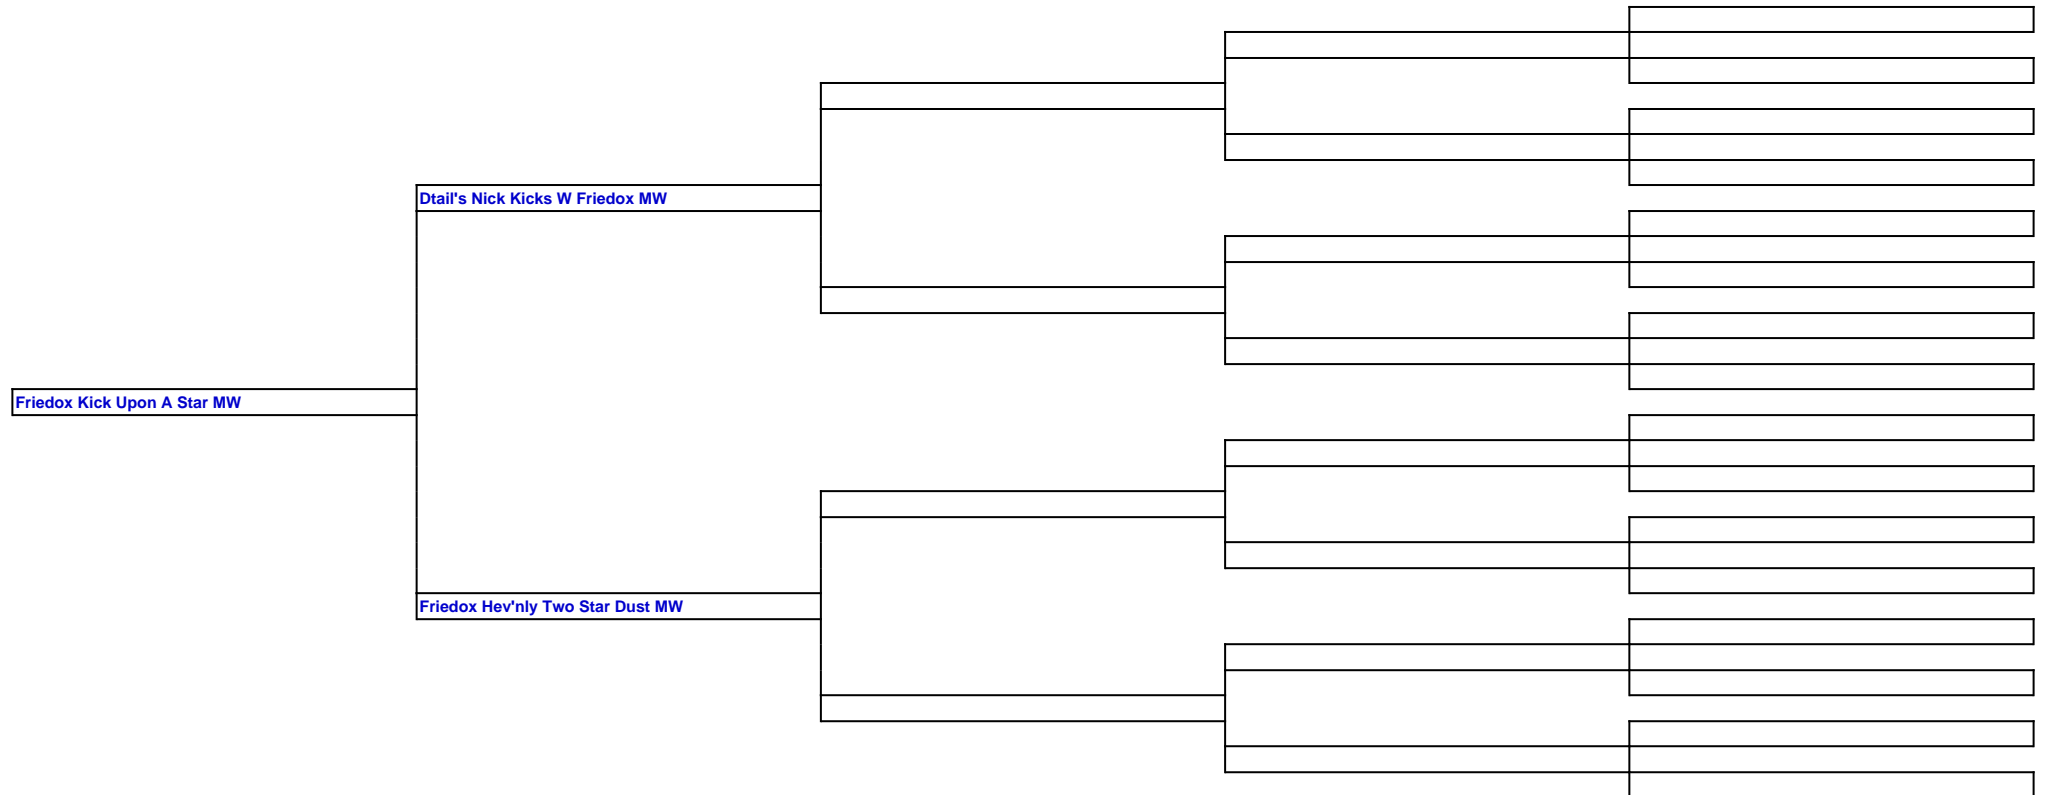 Dtail's Nick Kicks W Friedox MW
Friedox Kick Upon A Star MW
Friedox Hev'nly Two Star Dust MW